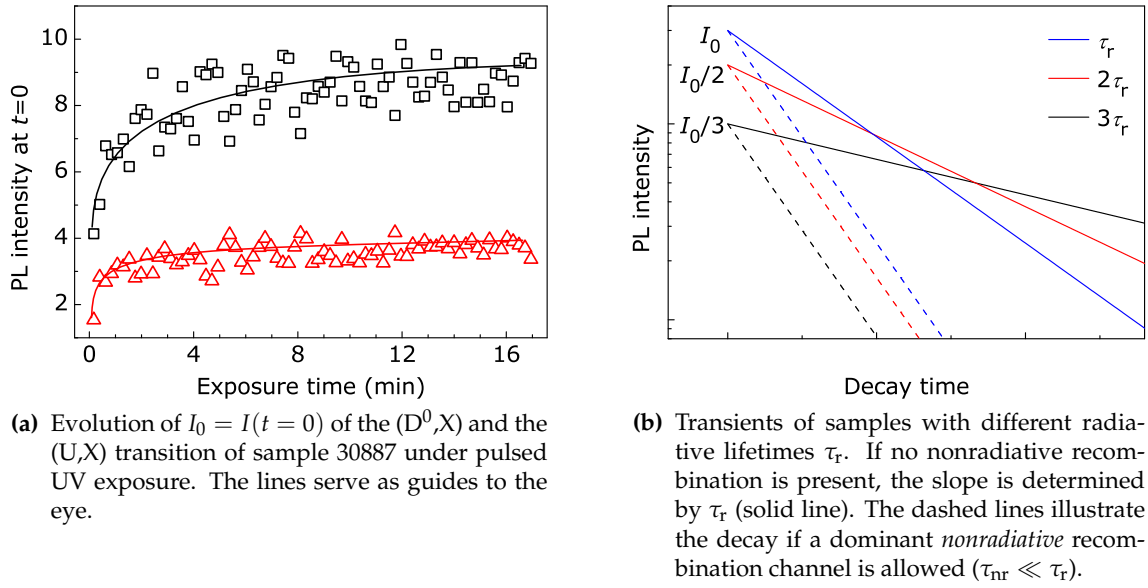 PL intensity at t=0
10
8
6
4
2
0
4
8
12
16
Exposure time (min)
(a) Evolution of I₀ = I(t = 0) of the (D⁰,X) and the
(U,X) transition of sample 30887 under pulsed
UV exposure. The lines serve as guides to the
eye.
PL intensity
I₀
I₀/2
I₀/3
τᵣ
2τᵣ
3τᵣ
Decay time
(b) Transients of samples with different radia-
tive lifetimes τᵣ. If no nonradiative recom-
bination is present, the slope is determined
by τᵣ (solid line). The dashed lines illustrate
the decay if a dominant nonradiative recom-
bination channel is allowed (τₙᵣ ≪ τᵣ).